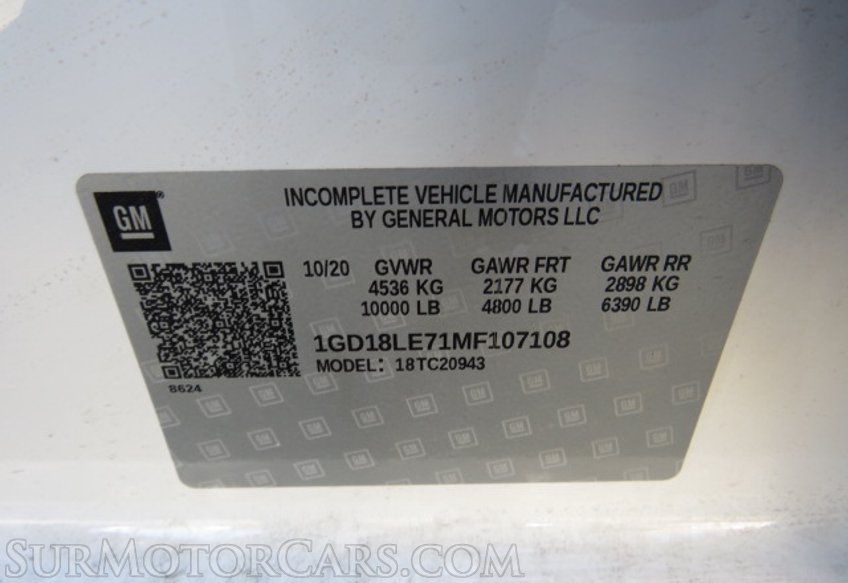 GM
INCOMPLETE VEHICLE MANUFACTURED
BY GENERAL MOTORS LLC
10/20 GVWR GAWR FRT GAWR RR
4536 KG 2177 KG 2898 KG
10000 LB 4800 LB 6390 LB
1GD18LE71MF107108
MODEL: 18TC20943
8624
SurMotorCars.com